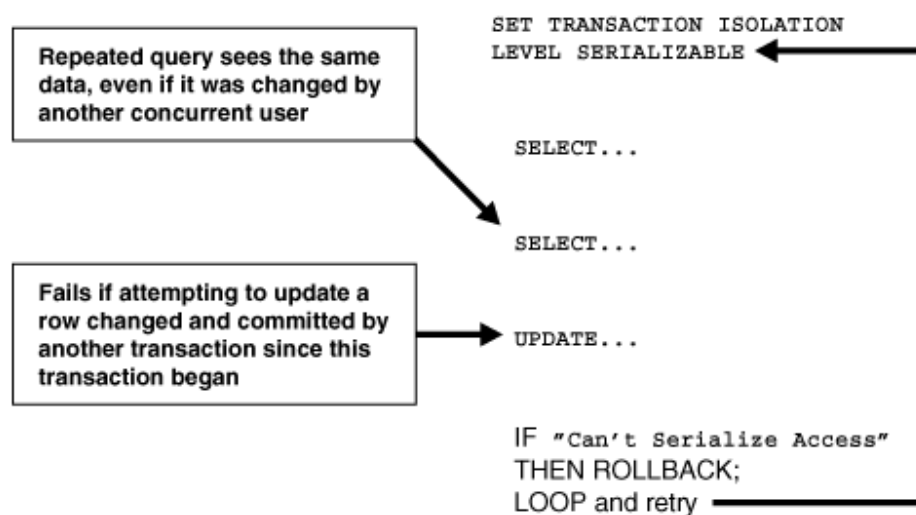 SET TRANSACTION ISOLATION
LEVEL SERIALIZABLE
Repeated query sees the same
data, even if it was changed by
another concurrent user
SELECT...
SELECT...
Fails if attempting to update a
row changed and committed by
another transaction since this
transaction began
UPDATE...
IF "Can't Serialize Access"
THEN ROLLBACK;
LOOP and retry